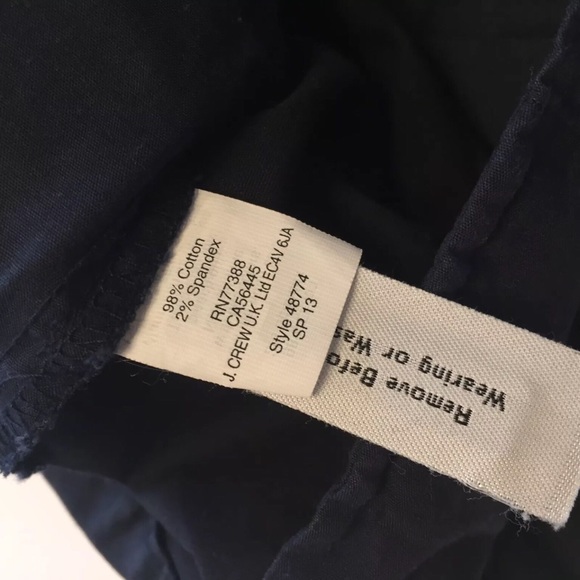 98% Cotton
2% Spandex
RN77388
CA56445
J. CREW U.K. Ltd EC4V 6JA
Style 48774
SP 13
Remove Befo
Wearing or Was